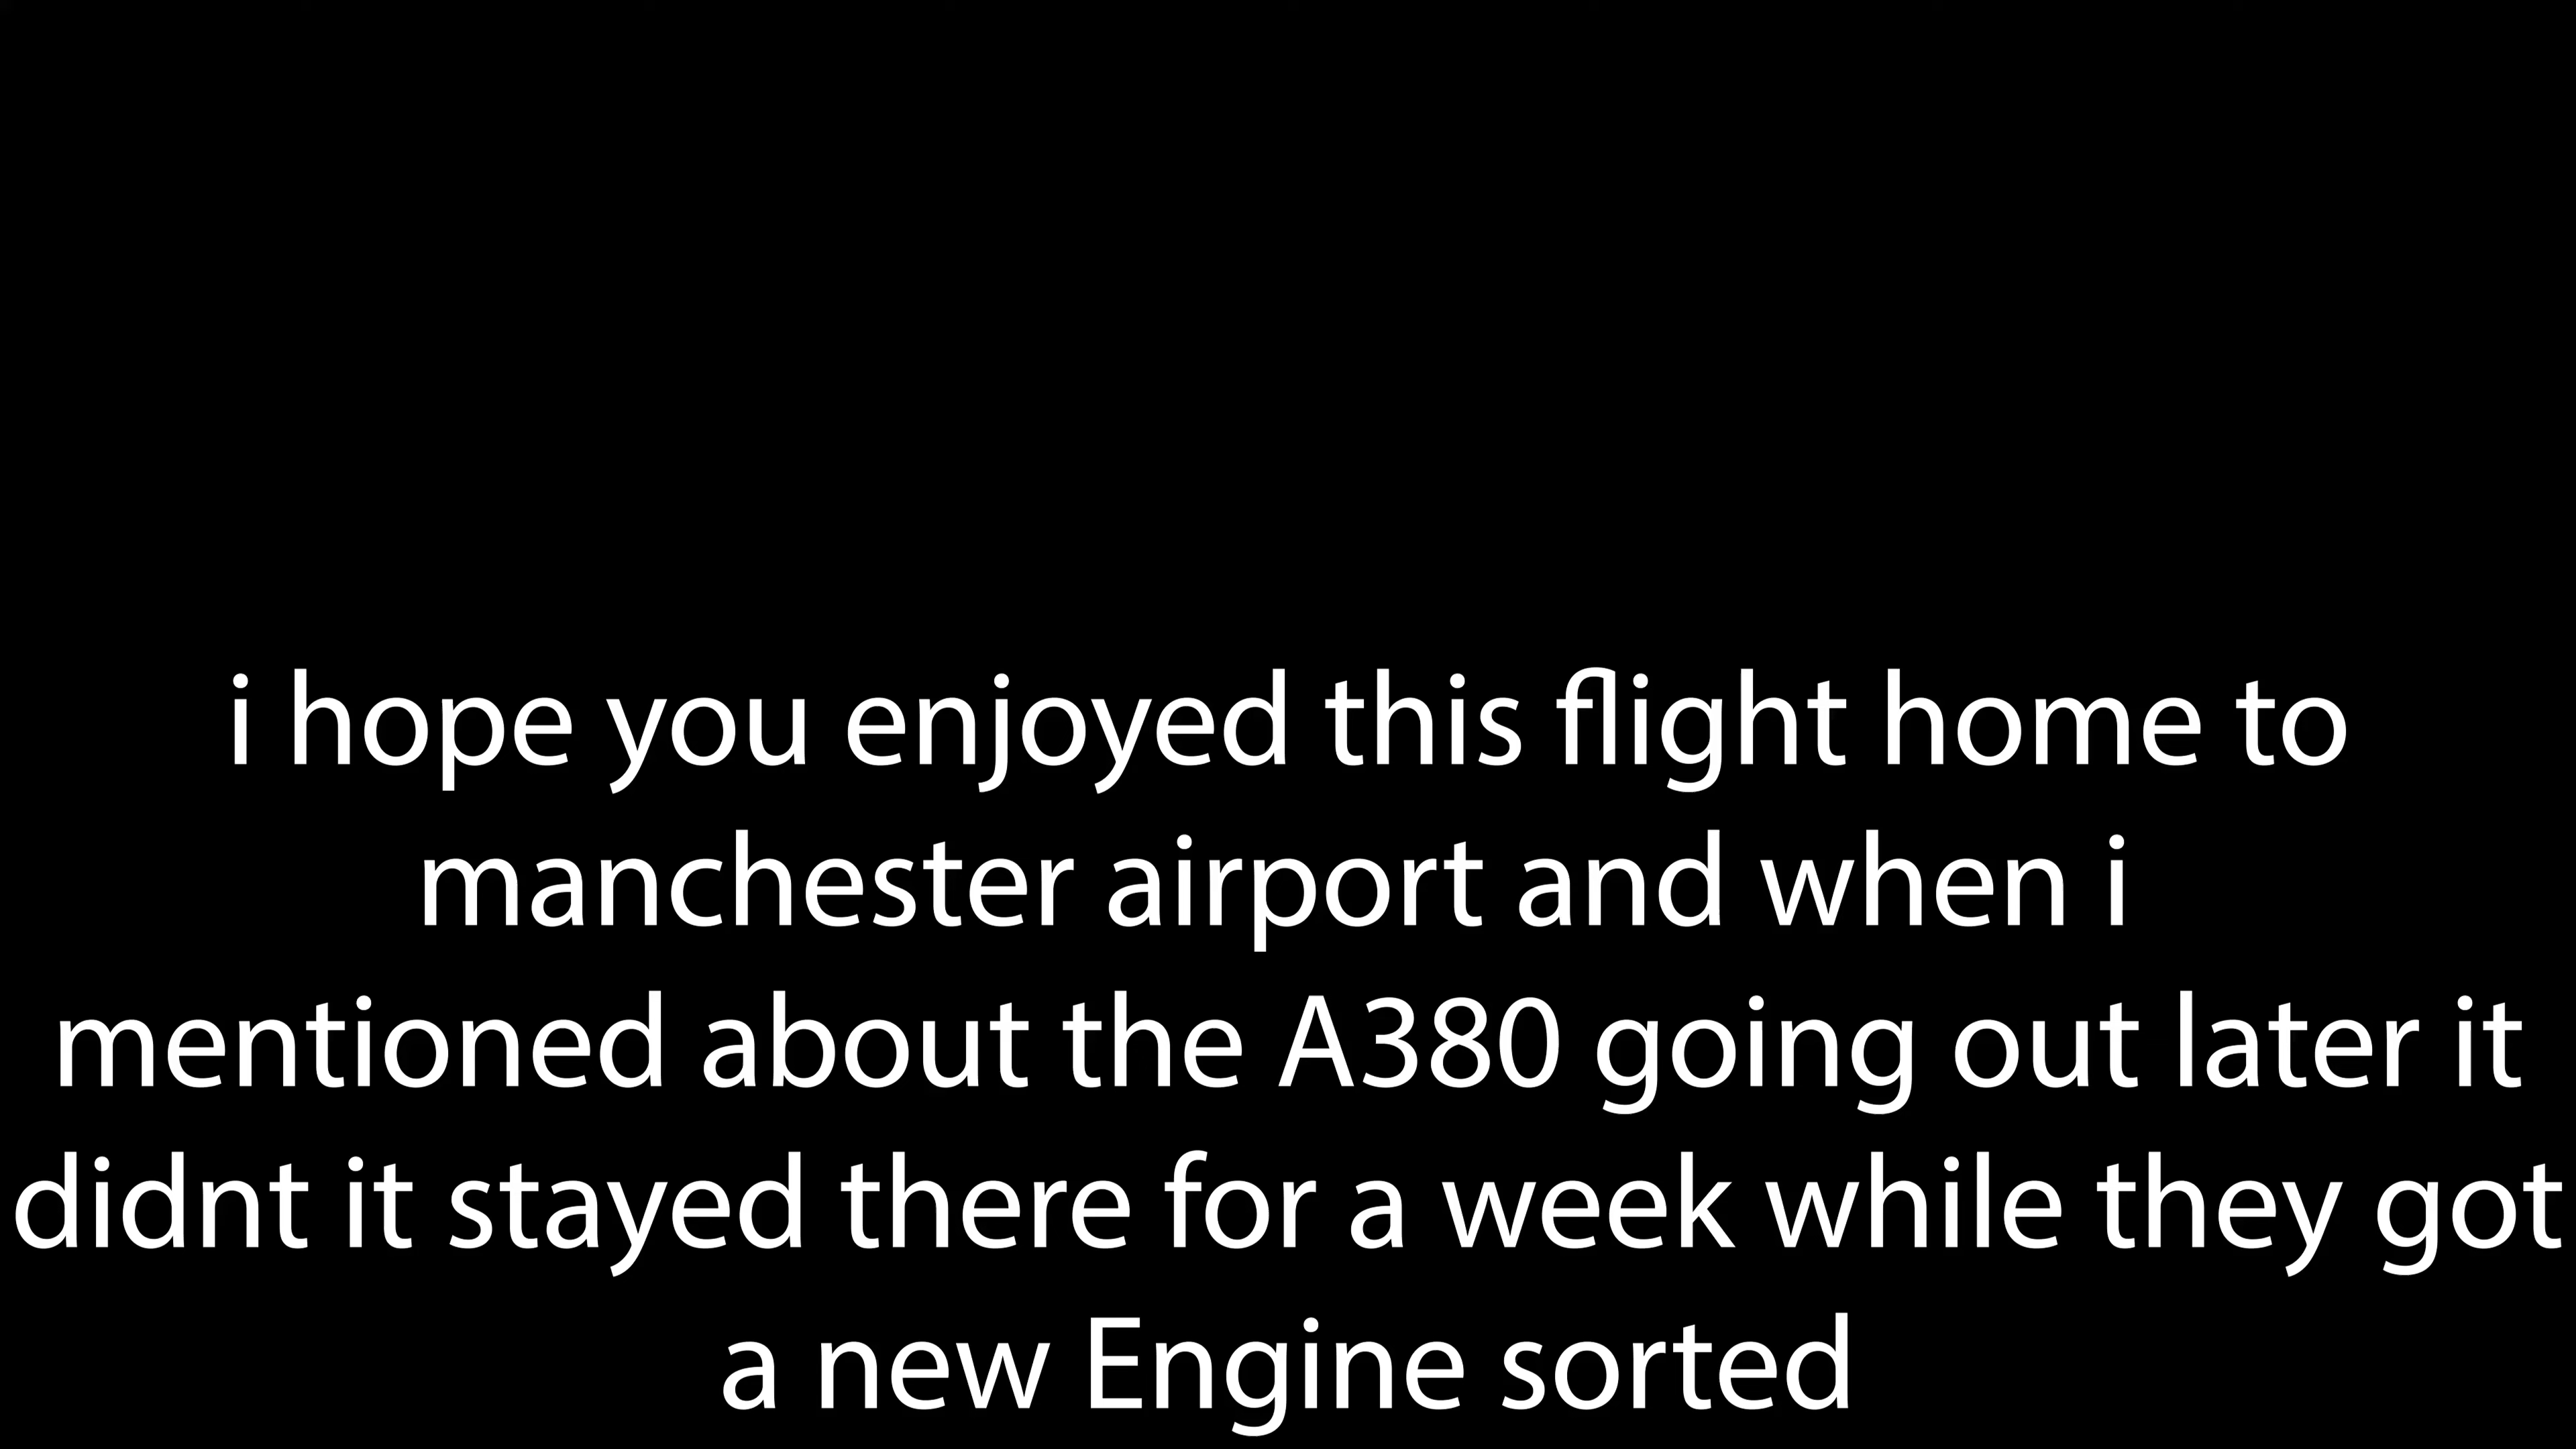 i hope you enjoyed this flight home to
manchester airport and when i
mentioned about the A380 going out later it
didnt it stayed there for a week while they got
a new Engine sorted